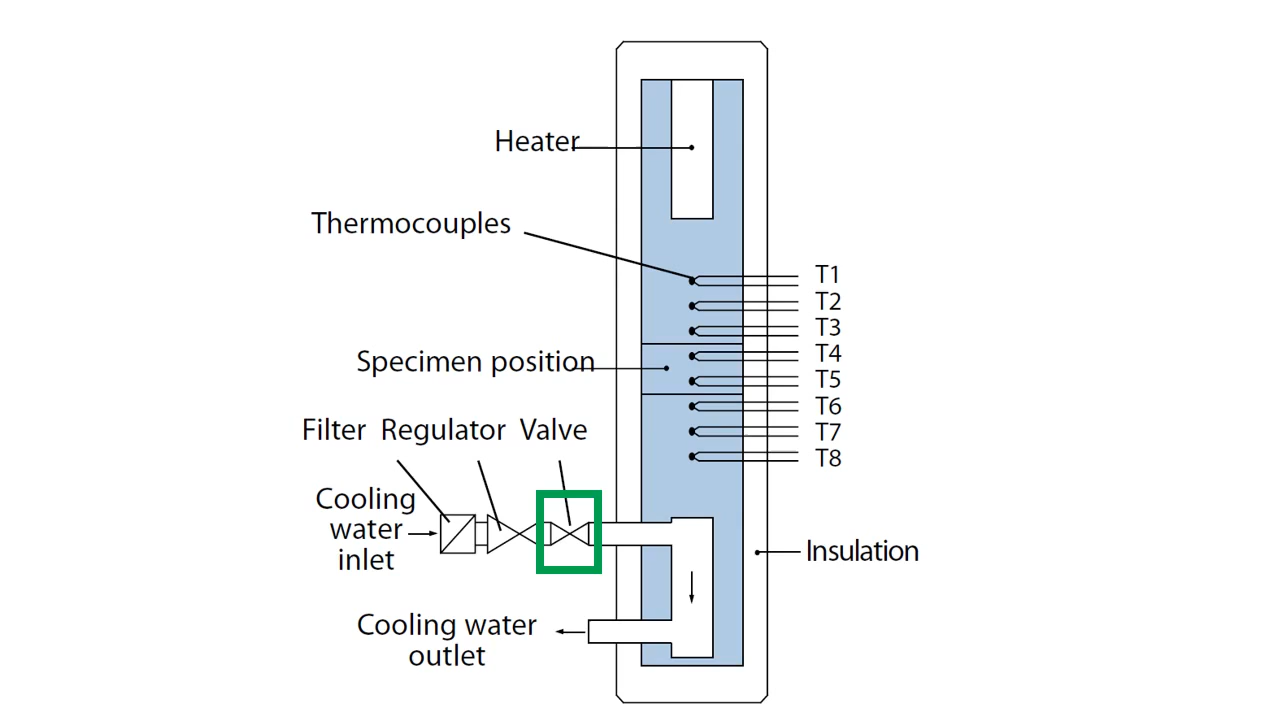 Heater
Thermocouples
T1
T2
T3
T4
Specimen position
T5
T6
Filter Regulator Valve
T7
T8
Cooling
water
inlet
Insulation
Cooling water
outlet